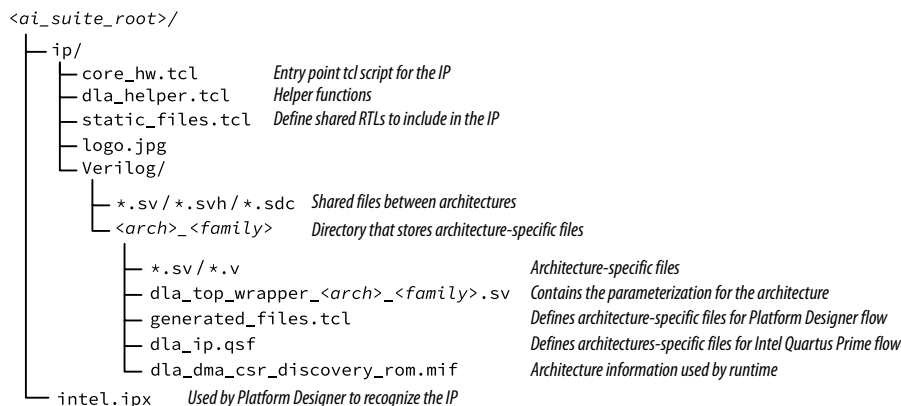 <ai_suite_root>/
ip/
core_hw.tcl Entry point tcl script for the IP
dla_helper.tcl Helper functions
static_files.tcl Define shared RTLs to include in the IP
logo.jpg
Verilog/
*.sv / *.svh / *.sdc Shared files between architectures
<arch>_<family> Directory that stores architecture-specific files
*.sv / *.v Architecture-specific files
dla_top_wrapper_<arch>_<family>.sv Contains the parameterization for the architecture
generated_files.tcl Defines architecture-specific files for Platform Designer flow
dla_ip.qsf Defines architectures-specific files for Intel Quartus Prime flow
dla_dma_csr_discovery_rom.mif Architecture information used by runtime
intel.ipx Used by Platform Designer to recognize the IP